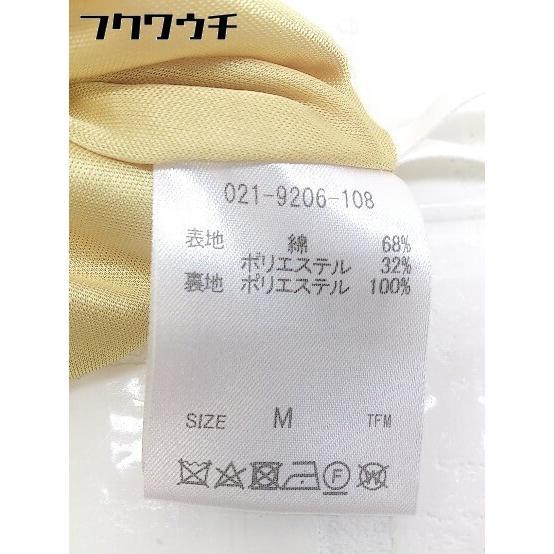 フクワウチ
021-9206-108
表地 綿 68%
ポリエステル 32%
裏地 ポリエステル 100%
SIZE M TFM